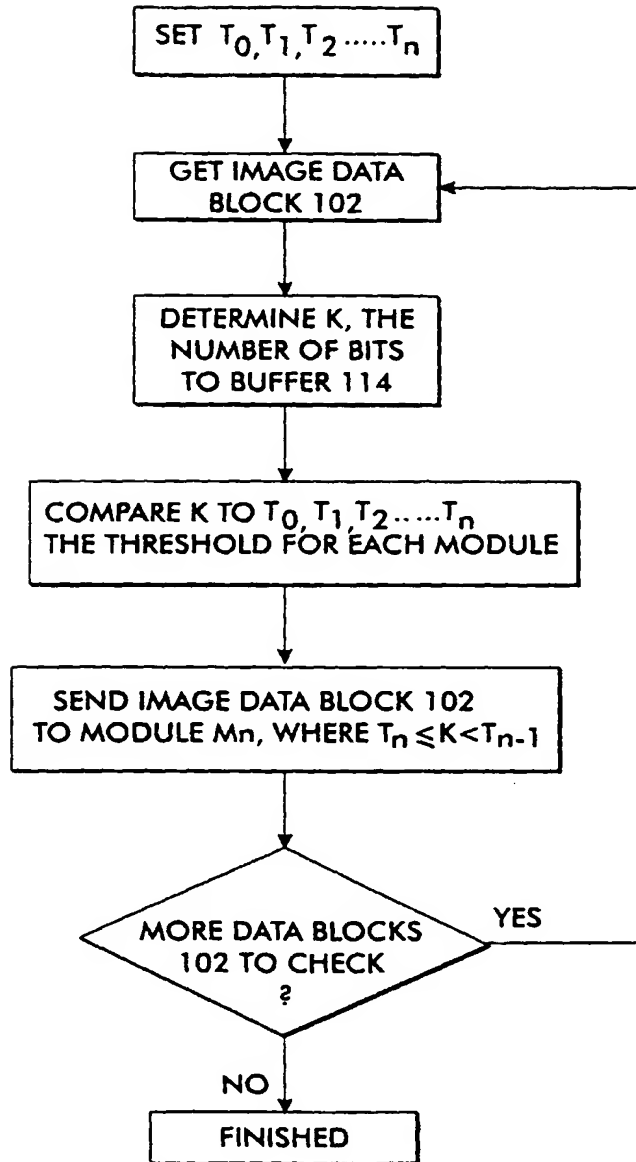 SET T0,T1,T2.....Tn
GET IMAGE DATA
BLOCK 102
DETERMINE K, THE
NUMBER OF BITS
TO BUFFER 114
COMPARE K TO T0,T1,T2.....Tn
THE THRESHOLD FOR EACH MODULE
SEND IMAGE DATA BLOCK 102
TO MODULE Mn, WHERE Tn≤K<Tn-1
MORE DATA BLOCKS
102 TO CHECK
?
YES
NO
FINISHED